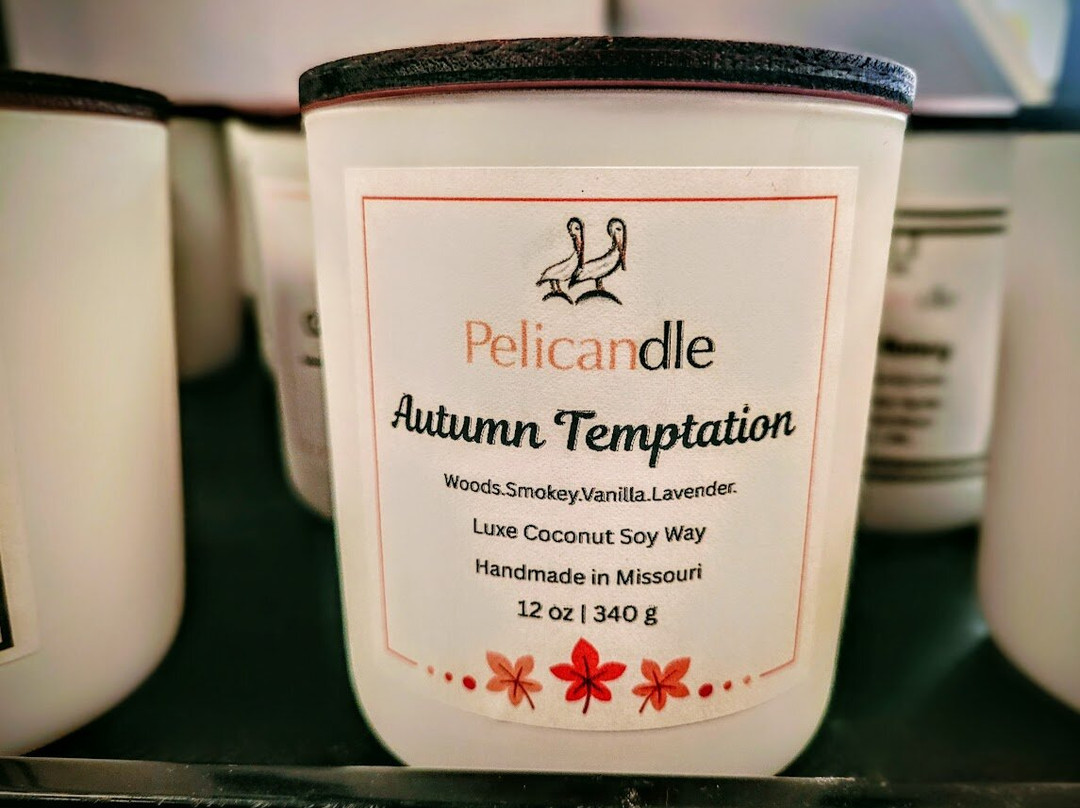 Pelicandle
Autumn Temptation
Woods.Smokey.Vanilla.Lavender.
Luxe Coconut Soy Way
Handmade in Missouri
12 oz | 340 g